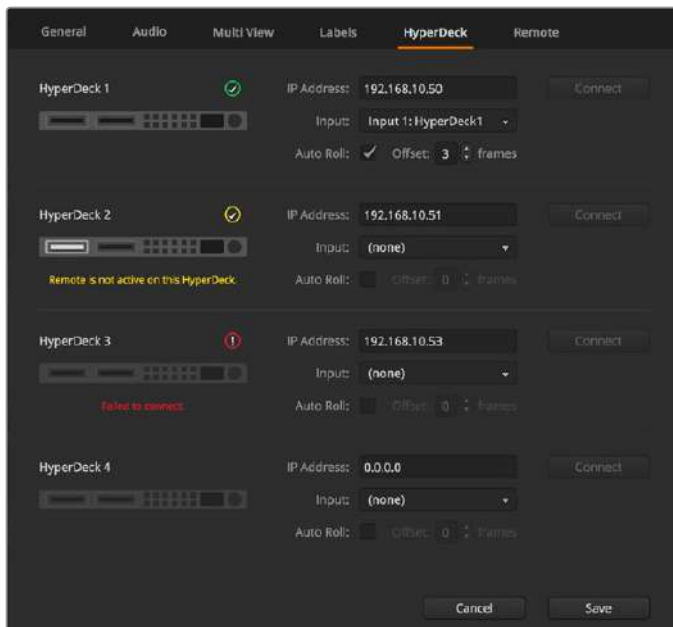 General Audio Multi View Labels HyperDeck Remote
HyperDeck 1 IP Address: 192.168.10.50 Connect
Input: Input 1: HyperDeck1
Auto Roll: Offset: 3 frames
HyperDeck 2 IP Address: 192.168.10.51 Connect
Input: (none)
Remote is not active on this HyperDeck. Auto Roll: Offset: 0 frames
HyperDeck 3 IP Address: 192.168.10.53 Connect
Input: (none)
Failed to connect. Auto Roll: Offset: 0 frames
HyperDeck 4 IP Address: 0.0.0.0 Connect
Input: (none)
Auto Roll: Offset: 0 frames
Cancel Save